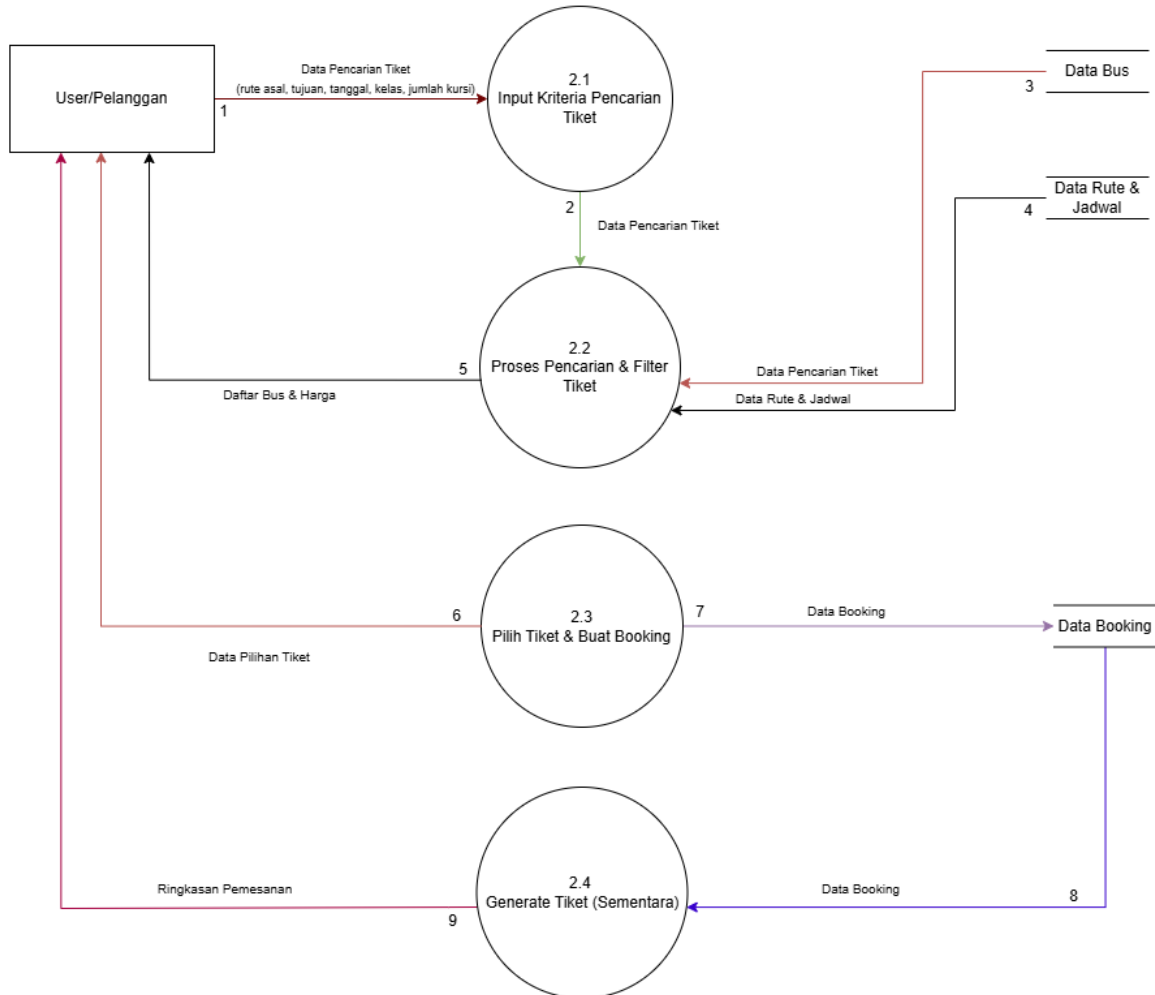 User/Pelanggan
Data Pencarian Tiket
(rute asal, tujuan, tanggal, kelas, jumlah kursi)
1
2.1
Input Kriteria Pencarian
Tiket
Data Bus
3
Data Rute &
Jadwal
4
2
Data Pencarian Tiket
2.2
Proses Pencarian & Filter
Tiket
5
Daftar Bus & Harga
Data Pencarian Tiket
Data Rute & Jadwal
6
Data Pilihan Tiket
2.3
Pilih Tiket & Buat Booking
7
Data Booking
Data Booking
2.4
Generate Tiket (Sementara)
Ringkasan Pemesanan
9
Data Booking
8